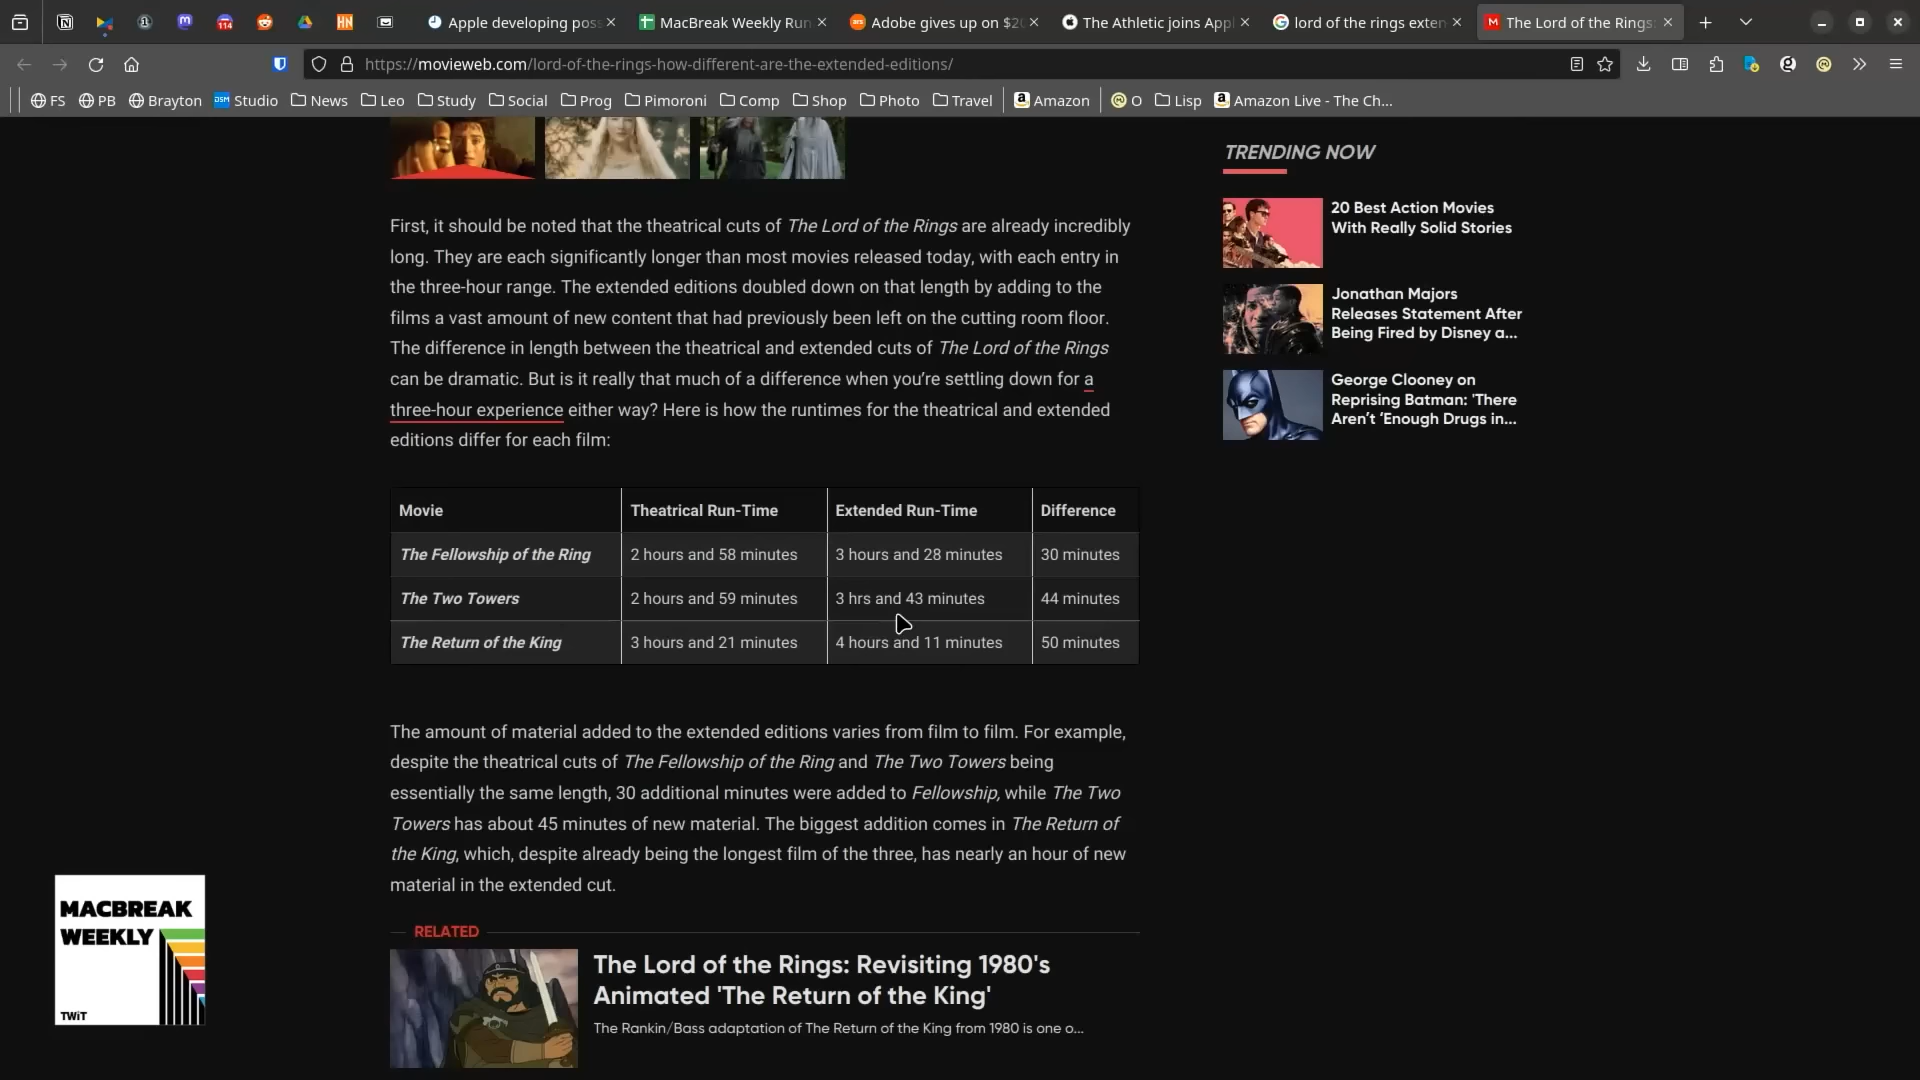 Apple developing pos
MacBreak Weekly Run
Adobe gives up on $2
The Athletic joins App
lord of the rings exten
The Lord of the Rings
https://movieweb.com/lord-of-the-rings-how-different-are-the-extended-editions/
FS PB Brayton Studio News Leo Study Social Prog Pimoroni Comp Shop Photo Travel Amazon O Lisp Amazon Live - The Ch...
First, it should be noted that the theatrical cuts of The Lord of the Rings are already incredibly
long. They are each significantly longer than most movies released today, with each entry in
the three-hour range. The extended editions doubled down on that length by adding to the
films a vast amount of new content that had previously been left on the cutting room floor.
The difference in length between the theatrical and extended cuts of The Lord of the Rings
can be dramatic. But is it really that much of a difference when you’re settling down for a
three-hour experience either way? Here is how the runtimes for the theatrical and extended
editions differ for each film:
Movie Theatrical Run-Time Extended Run-Time Difference
The Fellowship of the Ring 2 hours and 58 minutes 3 hours and 28 minutes 30 minutes
The Two Towers 2 hours and 59 minutes 3 hrs and 43 minutes 44 minutes
The Return of the King 3 hours and 21 minutes 4 hours and 11 minutes 50 minutes
The amount of material added to the extended editions varies from film to film. For example,
despite the theatrical cuts of The Fellowship of the Ring and The Two Towers being
essentially the same length, 30 additional minutes were added to Fellowship, while The Two
Towers has about 45 minutes of new material. The biggest addition comes in The Return of
the King, which, despite already being the longest film of the three, has nearly an hour of new
material in the extended cut.
RELATED
The Lord of the Rings: Revisiting 1980's
Animated 'The Return of the King'
The Rankin/Bass adaptation of The Return of the King from 1980 is one o...
TRENDING NOW
20 Best Action Movies
With Really Solid Stories
Jonathan Majors
Releases Statement After
Being Fired by Disney a...
George Clooney on
Reprising Batman: 'There
Aren’t ‘Enough Drugs in...
MACBREAK
WEEKLY
TWiT